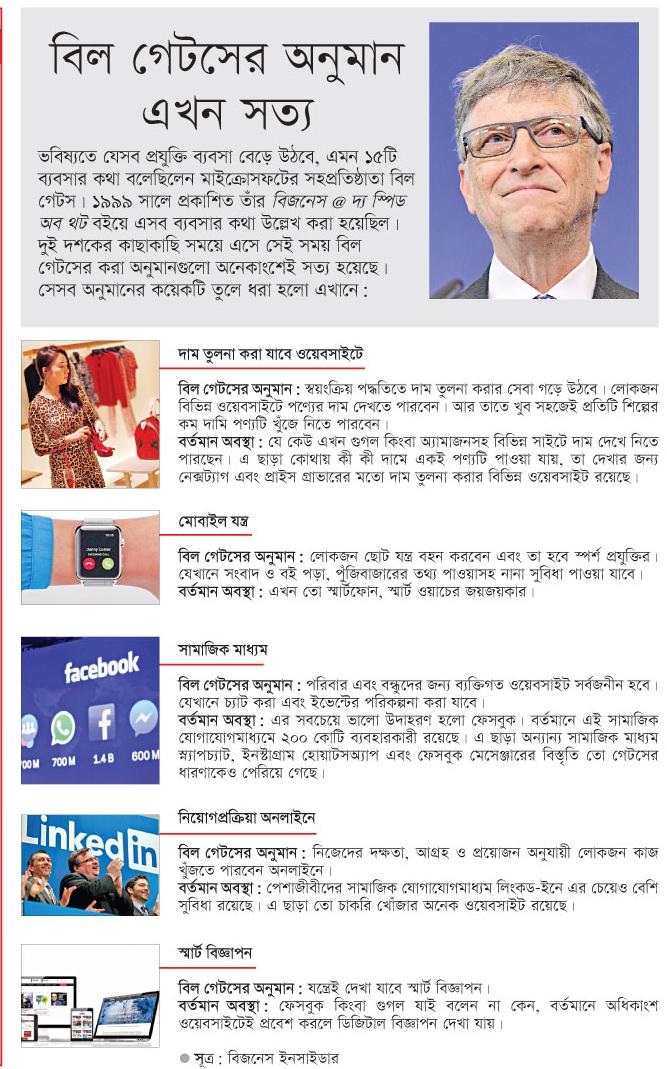 বিল গেটসের অনুমান
এখন সত্য
ভবিষ্যতে যেসব প্রযুক্তি ব্যবসা বেড়ে উঠবে, এমন ১৫টি
ব্যবসার কথা বলেছিলেন মাইক্রোসফটের সহপ্রতিষ্ঠাতা বিল
গেটস। ১৯৯৯ সালে প্রকাশিত তাঁর বিজনেস @ দ্য স্পিড
অব থট বইয়ে এসব ব্যবসার কথা উল্লেখ করা হয়েছিল।
দুই দশকের কাছাকাছি সময়ে এসে সেই সময় বিল
গেটসের করা অনুমানগুলো অনেকাংশেই সত্য হয়েছে।
সেসব অনুমানের কয়েকটি তুলে ধরা হলো এখানে :
দাম তুলনা করা যাবে ওয়েবসাইটে
বিল গেটসের অনুমান : স্বয়ংক্রিয় পদ্ধতিতে দাম তুলনা করার সেবা গড়ে উঠবে। লোকজন
বিভিন্ন ওয়েবসাইটে পণ্যের দাম দেখতে পারবেন। আর তাতে খুব সহজেই প্রতিটি শিল্পের
কম দামি পণ্যটি খুঁজে নিতে পারবেন।
বর্তমান অবস্থা : যে কেউ এখন গুগল কিংবা অ্যামাজনসহ বিভিন্ন সাইটে দাম দেখে নিতে
পারছেন। এ ছাড়া কোথায় কী কী দামে একই পণ্যটি পাওয়া যায়, তা দেখার জন্য
নেক্সট্যাগ এবং প্রাইস গ্রাভারের মতো দাম তুলনা করার বিভিন্ন ওয়েবসাইট রয়েছে।
মোবাইল যন্ত্র
বিল গেটসের অনুমান : লোকজন ছোট যন্ত্র বহন করবেন এবং তা হবে স্পর্শ প্রযুক্তির।
যেখানে সংবাদ ও বই পড়া, পুঁজিবাজারের তথ্য পাওয়াসহ নানা সুবিধা পাওয়া যাবে।
বর্তমান অবস্থা : এখন তো স্মার্টফোন, স্মার্ট ওয়াচের জয়জয়কার।
সামাজিক মাধ্যম
facebook
700 M
1.4 B
600 M
বিল গেটসের অনুমান : পরিবার এবং বন্ধুদের জন্য ব্যক্তিগত ওয়েবসাইট সর্বজনীন হবে।
যেখানে চ্যাট করা এবং ইভেন্টের পরিকল্পনা করা যাবে।
বর্তমান অবস্থা : এর সবচেয়ে ভালো উদাহরণ হলো ফেসবুক। বর্তমানে এই সামাজিক
যোগাযোগমাধ্যমে ২০০ কোটি ব্যবহারকারী রয়েছে। এ ছাড়া অন্যান্য সামাজিক মাধ্যম
স্ন্যাপচ্যাট, ইনস্টাগ্রাম হোয়াটসঅ্যাপ এবং ফেসবুক মেসেঞ্জারের বিস্তৃতি তো গেটসের
ধারণাকেও পেরিয়ে গেছে।
নিয়োগপ্রক্রিয়া অনলাইনে
Linkedin
বিল গেটসের অনুমান : নিজেদের দক্ষতা, আগ্রহ ও প্রয়োজন অনুযায়ী লোকজন কাজ
খুঁজতে পারবেন অনলাইনে।
বর্তমান অবস্থা : পেশাজীবীদের সামাজিক যোগাযোগমাধ্যম লিংকড-ইনে এর চেয়েও বেশি
সুবিধা রয়েছে। এ ছাড়া তো চাকরি খোঁজার অনেক ওয়েবসাইট রয়েছে।
স্মার্ট বিজ্ঞাপন
বিল গেটসের অনুমান : যন্ত্রেই দেখা যাবে স্মার্ট বিজ্ঞাপন।
বর্তমান অবস্থা : ফেসবুক কিংবা গুগল যাই বলেন না কেন, বর্তমানে অধিকাংশ
ওয়েবসাইটেই প্রবেশ করলে ডিজিটাল বিজ্ঞাপন দেখা যায়।
সূত্র : বিজনেস ইনসাইডার